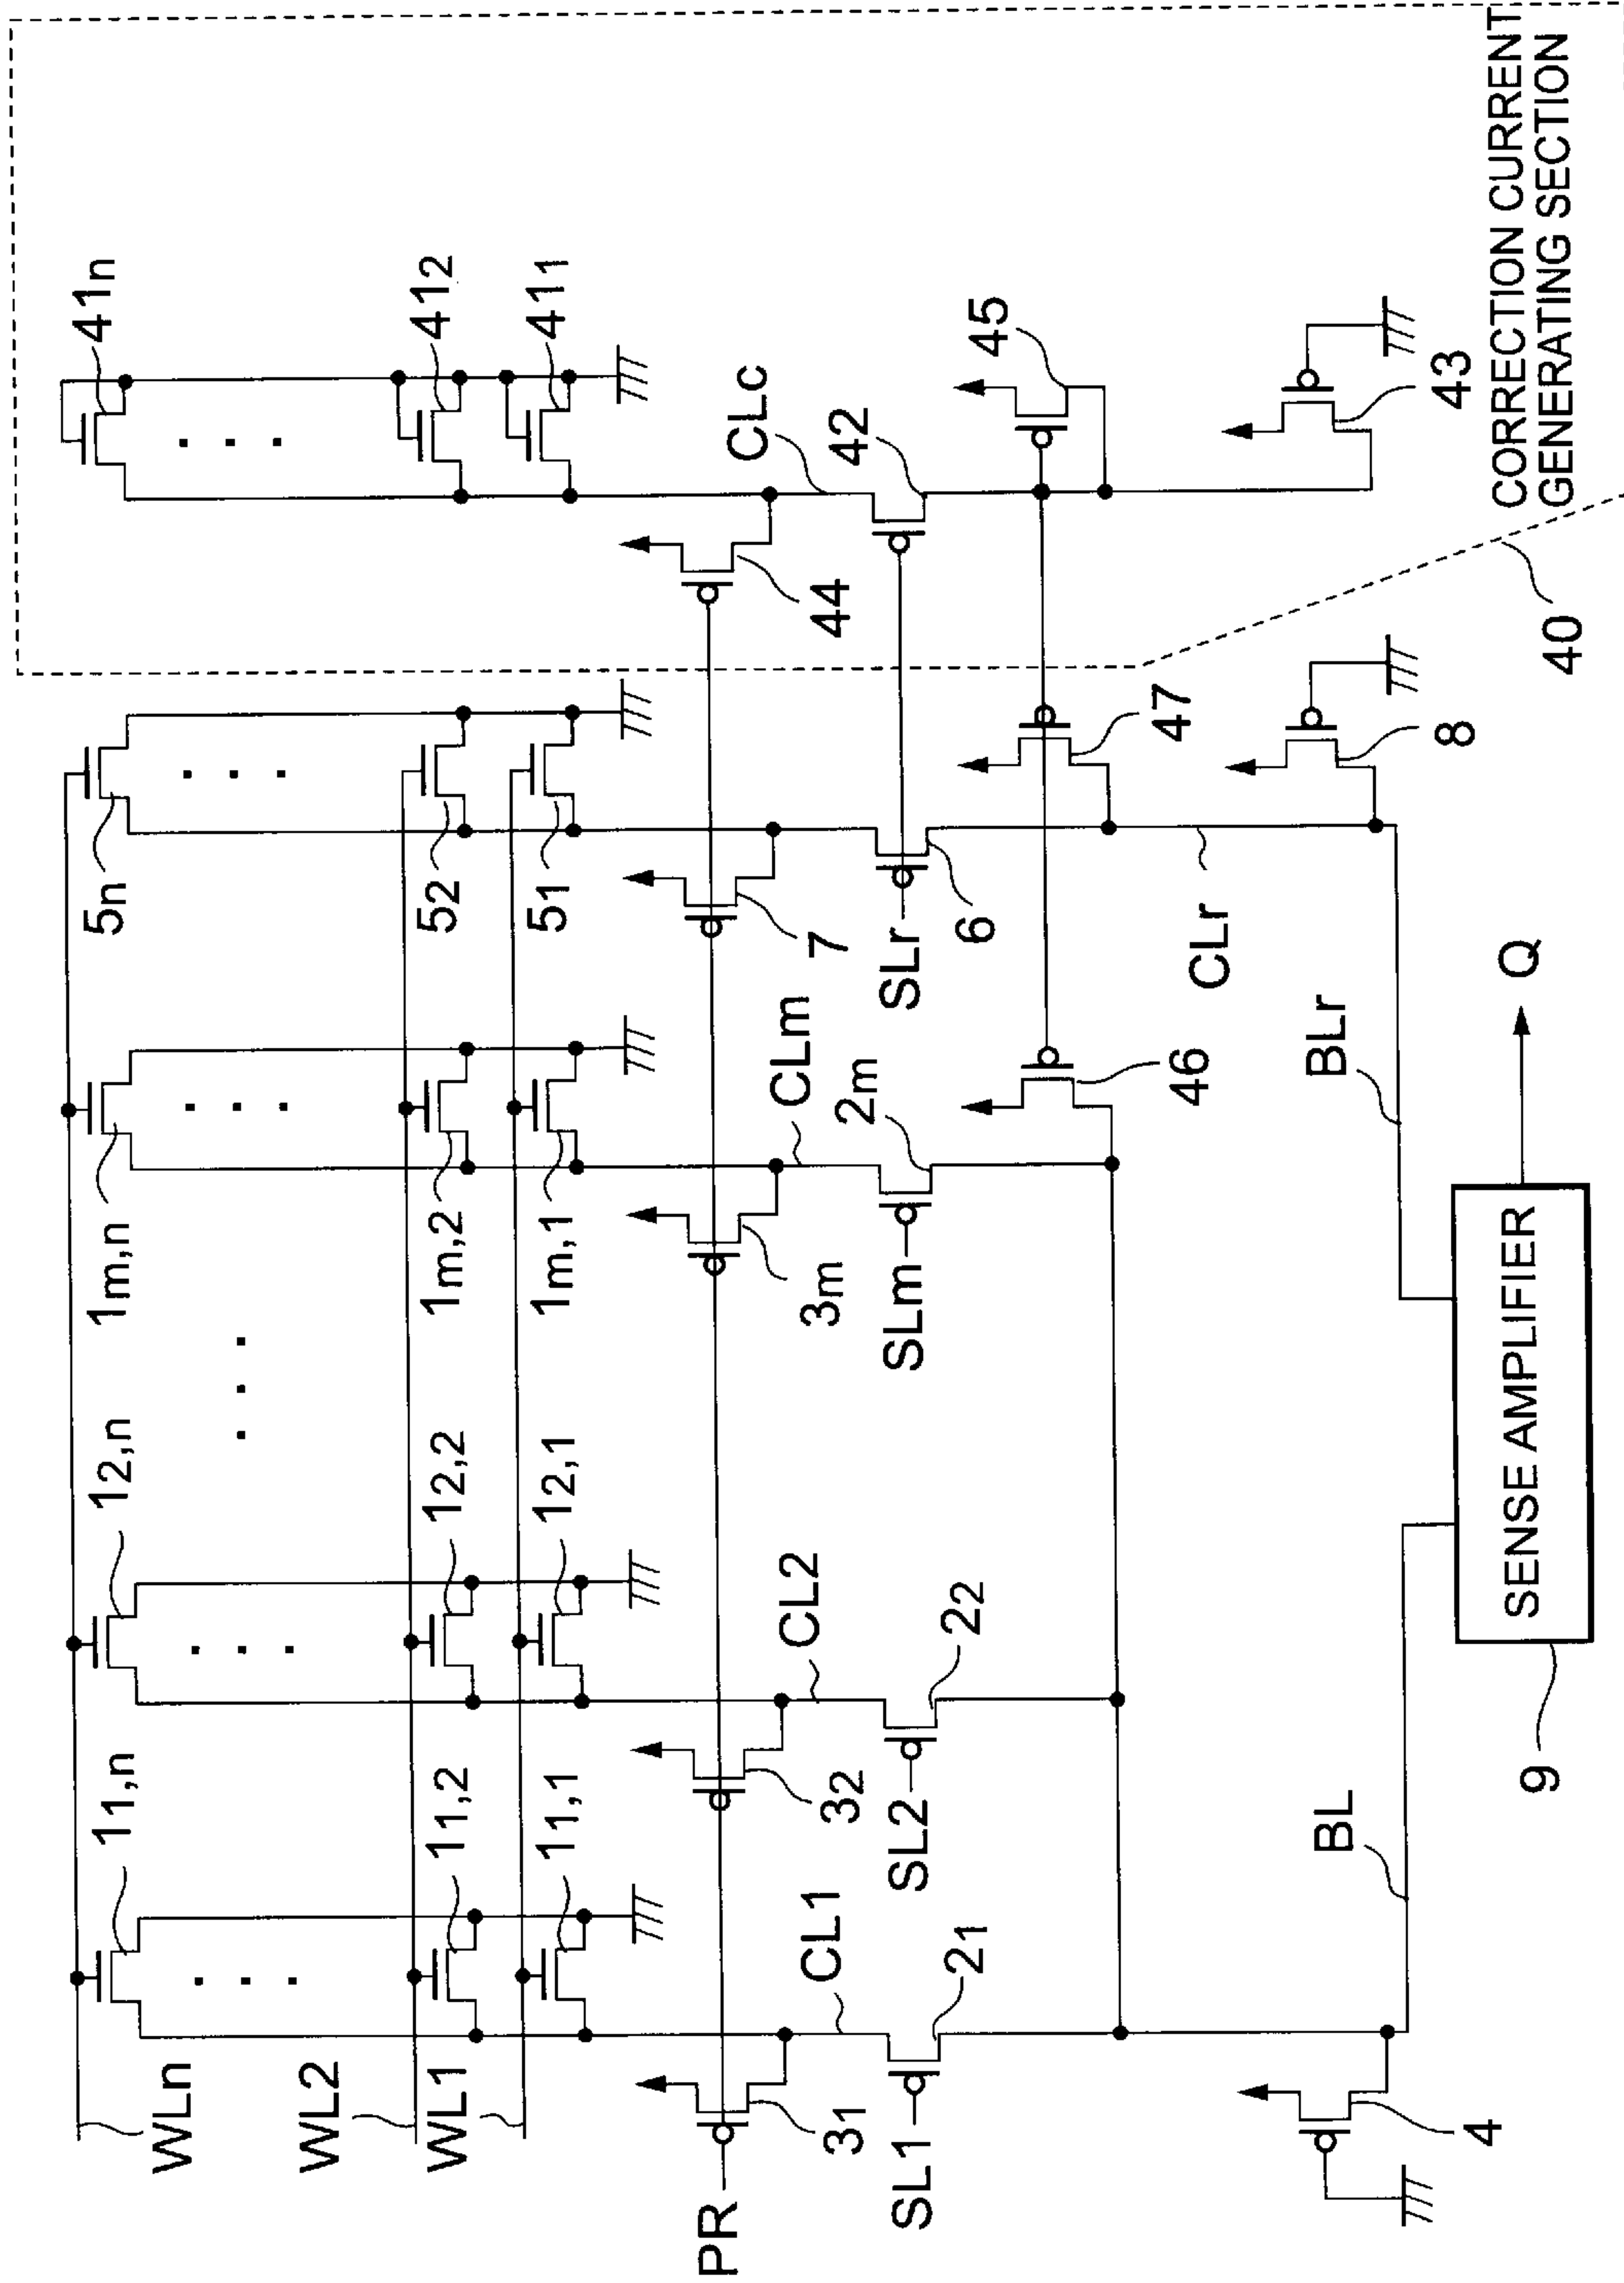 WLn
WL2
WL1
11,n
12,n
1m,n
5n
41n
11,2
12,2
1m,2
52
412
11,1
12,1
1m,1
51
411
PR
31
32
3m
7
44
CL1
CL2
CLm
CLc
SL1
21
SL2
22
SLm
2m
SLr
6
42
46
47
45
CLr
4
8
43
BL
BLr
40
CORRECTION CURRENT
GENERATING SECTION
9
SENSE AMPLIFIER
Q